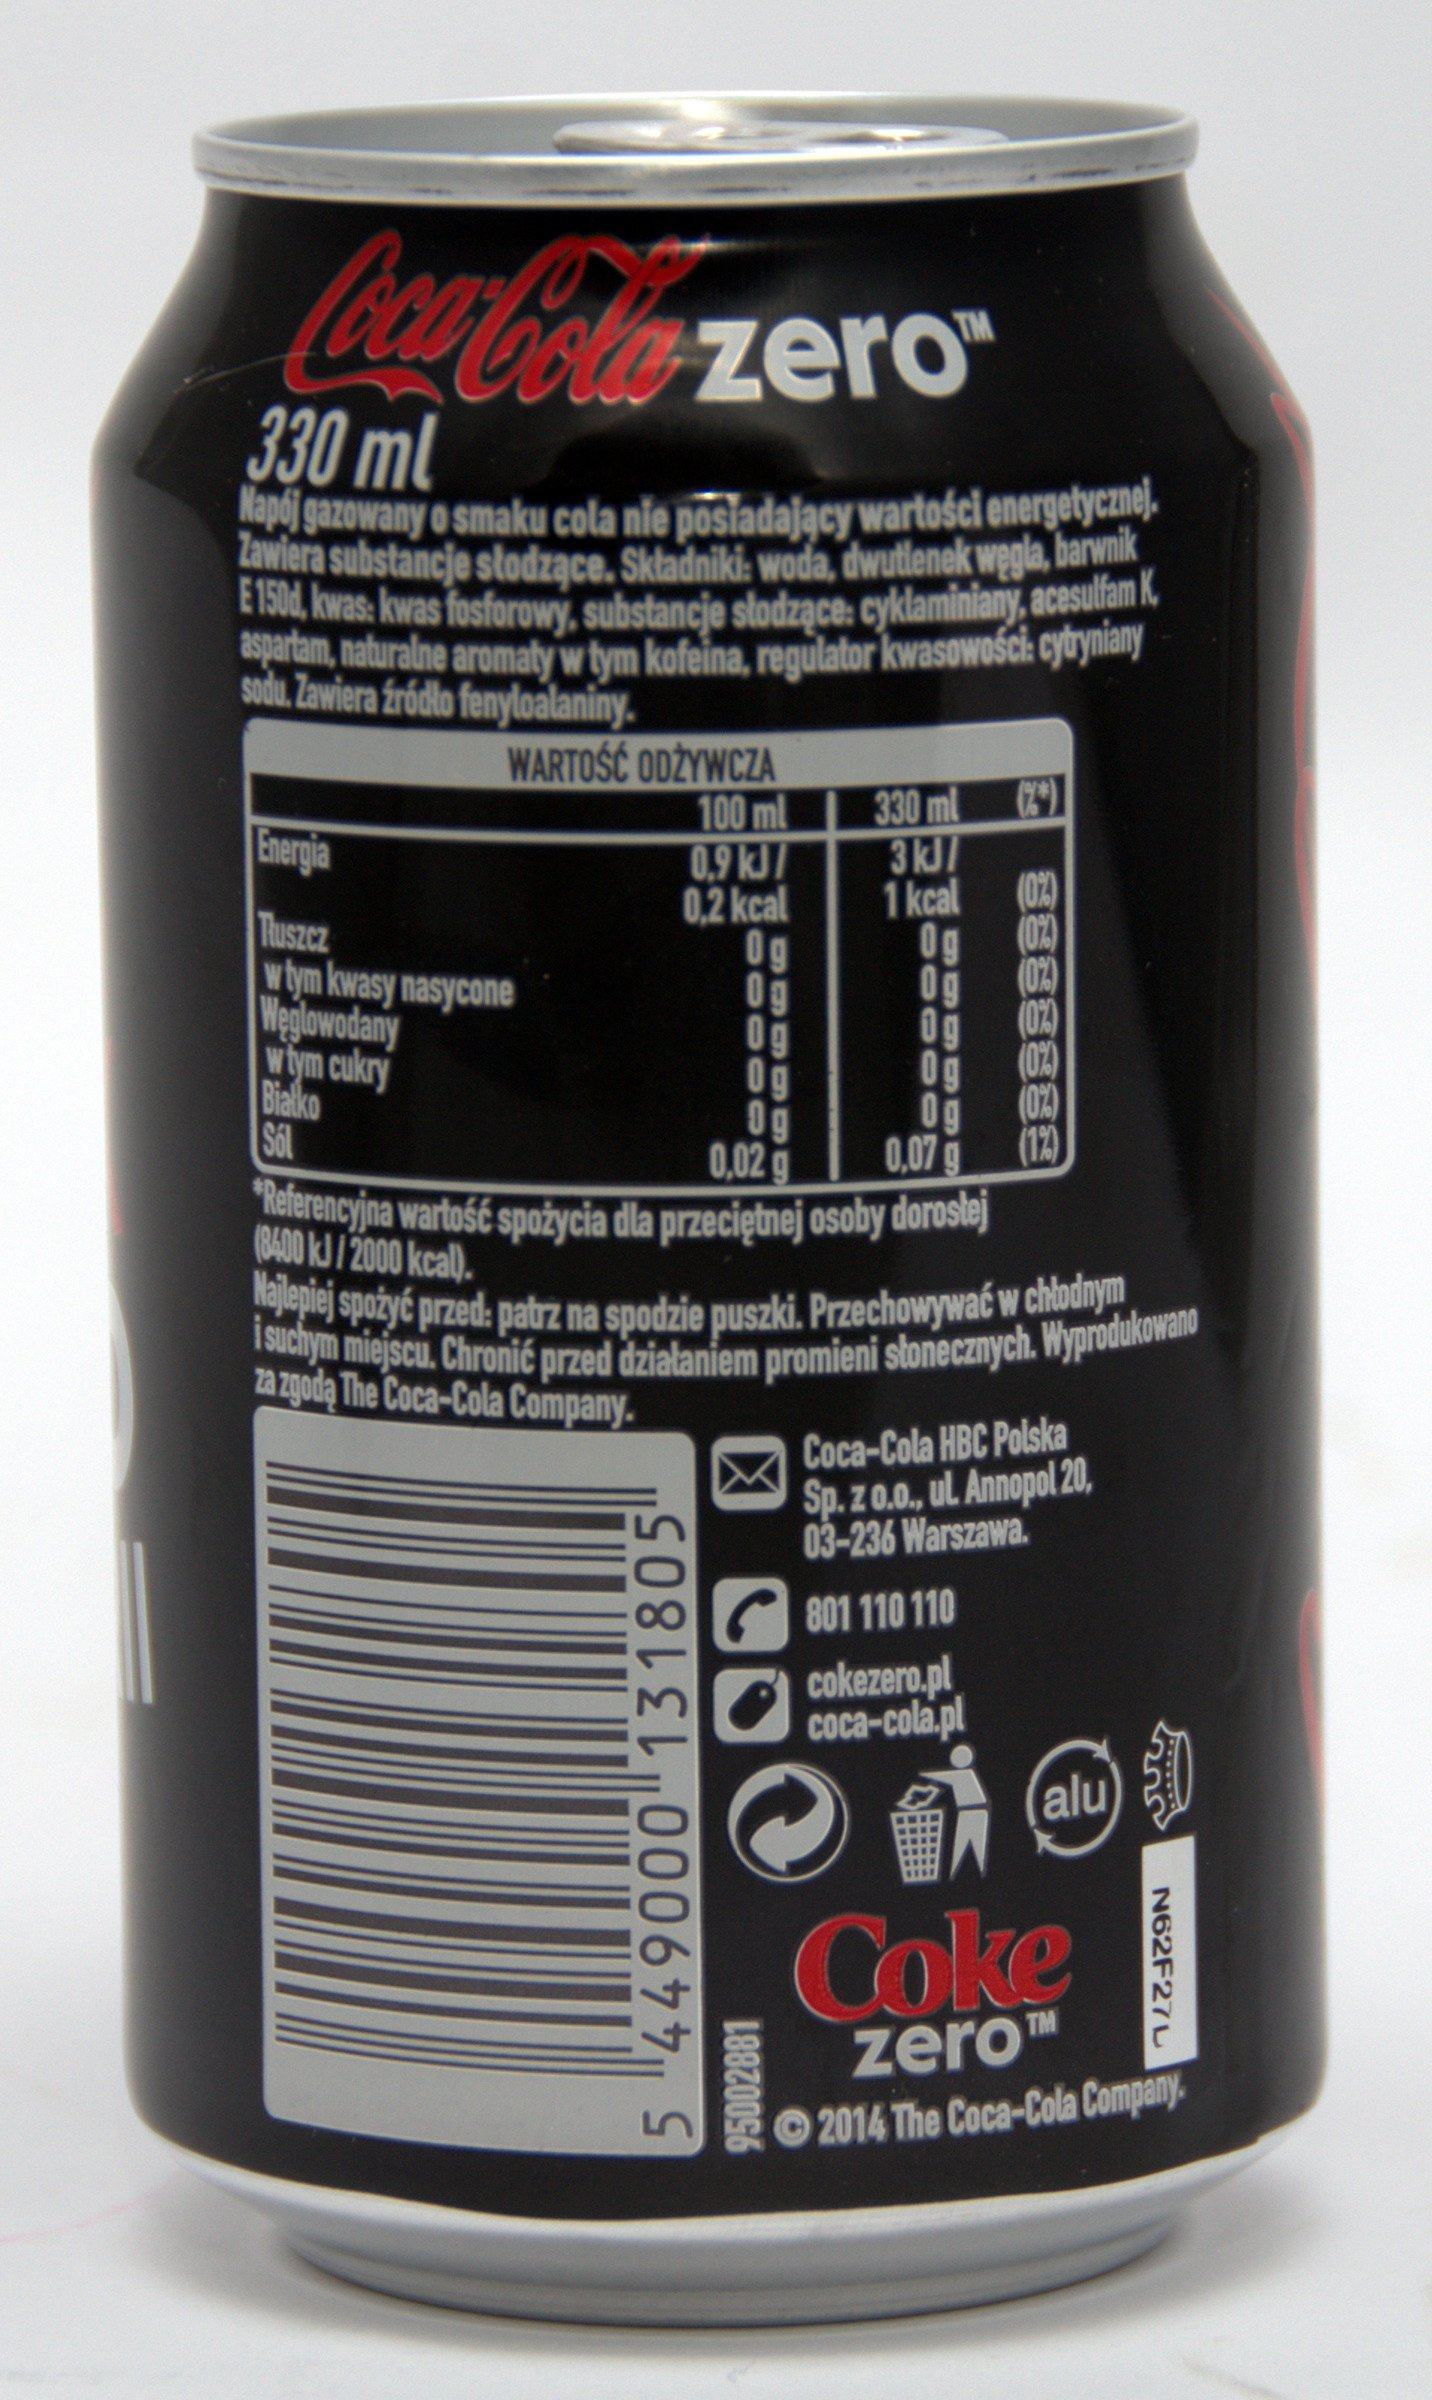 Coca-Cola zero™
330 ml
Napój gazowany o smaku cola nie posiadający wartości energetycznej.
Zawiera substancje słodzące. Składniki: woda, dwutlenek węgla, barwnik
E 150d, kwas: kwas fosforowy, substancje słodzące: cyklaminiany, acesulfam K,
aspartam, naturalne aromaty w tym kofeina, regulator kwasowości: cytryniany
sodu. Zawiera źródło fenyloalaniny.
WARTOŚĆ ODŻYWCZA
100 ml 330 ml (%*)
Energia 0,9 kJ / 3 kJ /
0,2 kcal 1 kcal (0%)
Tłuszcz 0 g 0 g (0%)
w tym kwasy nasycone 0 g 0 g (0%)
Węglowodany 0 g 0 g (0%)
w tym cukry 0 g 0 g (0%)
Białko 0 g 0 g (0%)
Sól 0,02 g 0,07 g (1%)
*Referencyjna wartość spożycia dla przeciętnej osoby dorosłej
(8400 kJ / 2000 kcal).
Najlepiej spożyć przed: patrz na spodzie puszki. Przechowywać w chłodnym
i suchym miejscu. Chronić przed działaniem promieni słonecznych. Wyprodukowano
za zgodą The Coca-Cola Company.
Coca-Cola HBC Polska
Sp. z o.o., ul. Annopol 20,
03-236 Warszawa.
801 110 110
cokezero.pl
coca-cola.pl
alu
5 449000 131805
N62F27L
Coke
zero™
95002881
© 2014 The Coca-Cola Company.